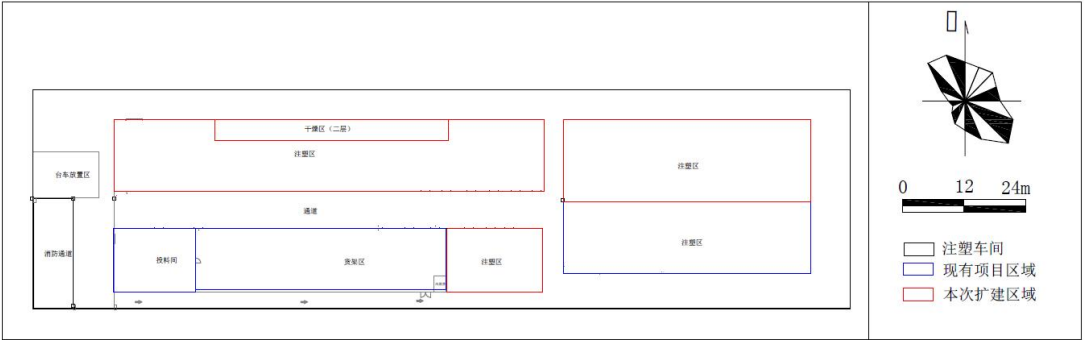 干燥区（二层）
注塑区
注塑区
台车放置区
通道
消防通道
投料间
货架区
注塑区
注塑区
0 12 24m
注塑车间
现有项目区域
本次扩建区域